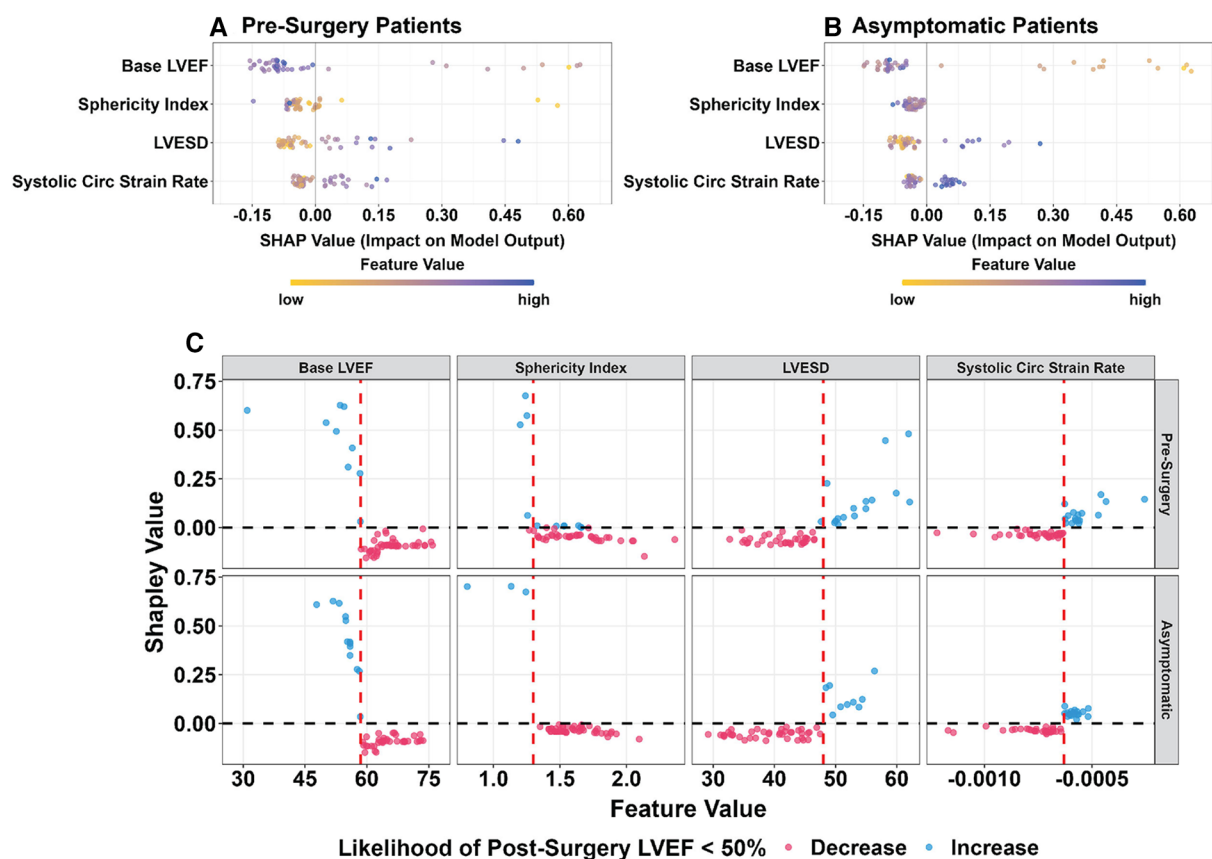 A Pre-Surgery Patients
Base LVEF
Sphericity Index
LVESD
Systolic Circ Strain Rate
-0.15 0.00 0.15 0.30 0.45 0.60
SHAP Value (Impact on Model Output)
Feature Value
low high
B Asymptomatic Patients
Base LVEF
Sphericity Index
LVESD
Systolic Circ Strain Rate
-0.15 0.00 0.15 0.30 0.45 0.60
SHAP Value (Impact on Model Output)
Feature Value
low high
C
Base LVEF Sphericity Index LVESD Systolic Circ Strain Rate
Shapley Value
0.75
0.50
0.25
0.00
Pre-Surgery
0.75
0.50
0.25
0.00
Asymptomatic
30 45 60 75 1.0 1.5 2.0 30 40 50 60 -0.0010 -0.0005
Feature Value
Likelihood of Post-Surgery LVEF < 50% Decrease Increase